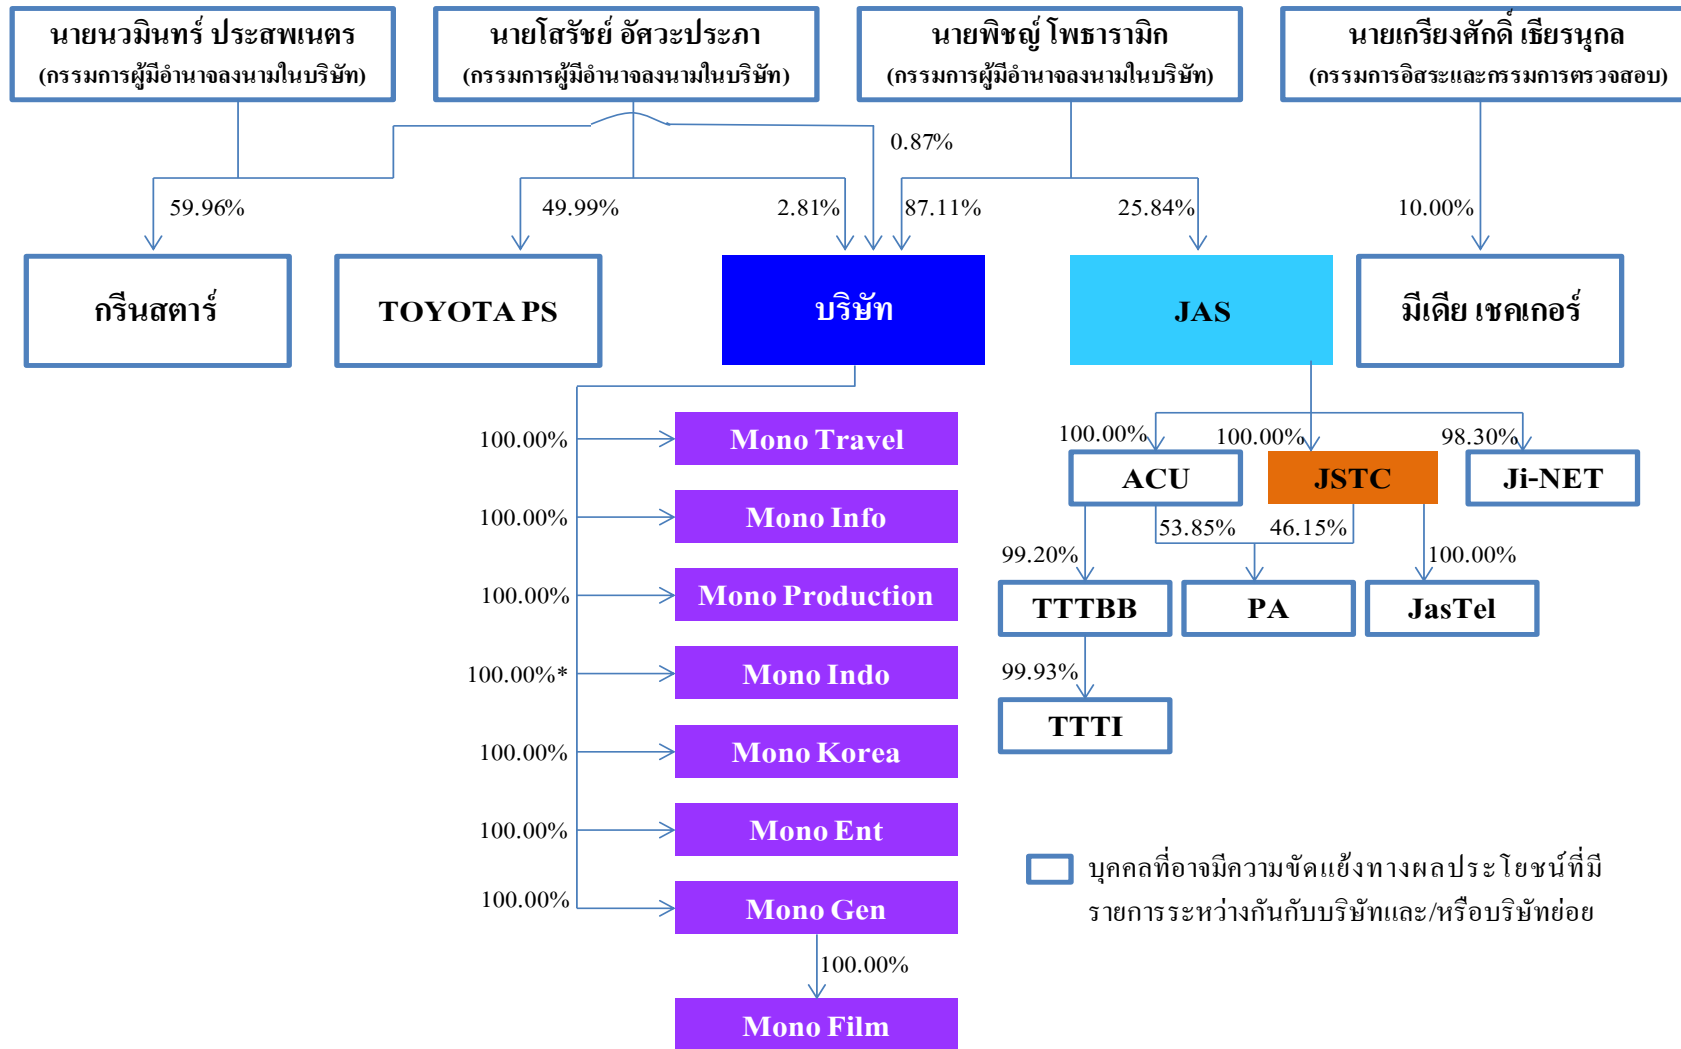 นายนวมินทร์ ประสพเนตร
(กรรมการผู้มีอำนาจลงนามในบริษัท)
นายโสรัชย์ อัศวะประภา
(กรรมการผู้มีอำนาจลงนามในบริษัท)
นายพิชญ์ โพธารามิก
(กรรมการผู้มีอำนาจลงนามในบริษัท)
นายเกรียงศักดิ์ เธียรนุกล
(กรรมการอิสระและกรรมการตรวจสอบ)
0.87%
59.96%
49.99%
2.81%
87.11%
25.84%
10.00%
กรีนสตาร์
TOYOTA PS
บริษัท
JAS
มีเดีย เชคเกอร์
100.00%
Mono Travel
100.00%
Mono Info
100.00%
Mono Production
100.00%*
Mono Indo
100.00%
Mono Korea
100.00%
Mono Ent
100.00%
Mono Gen
100.00%
Mono Film
100.00%
100.00%
98.30%
ACU
JSTC
Ji-NET
53.85%
46.15%
99.20%
100.00%
TTTBB
PA
JasTel
99.93%
TTTI
บุคคลที่อาจมีความขัดแย้งทางผลประโยชน์ที่มี
รายการระหว่างกันกับบริษัทและ/หรือบริษัทย่อย